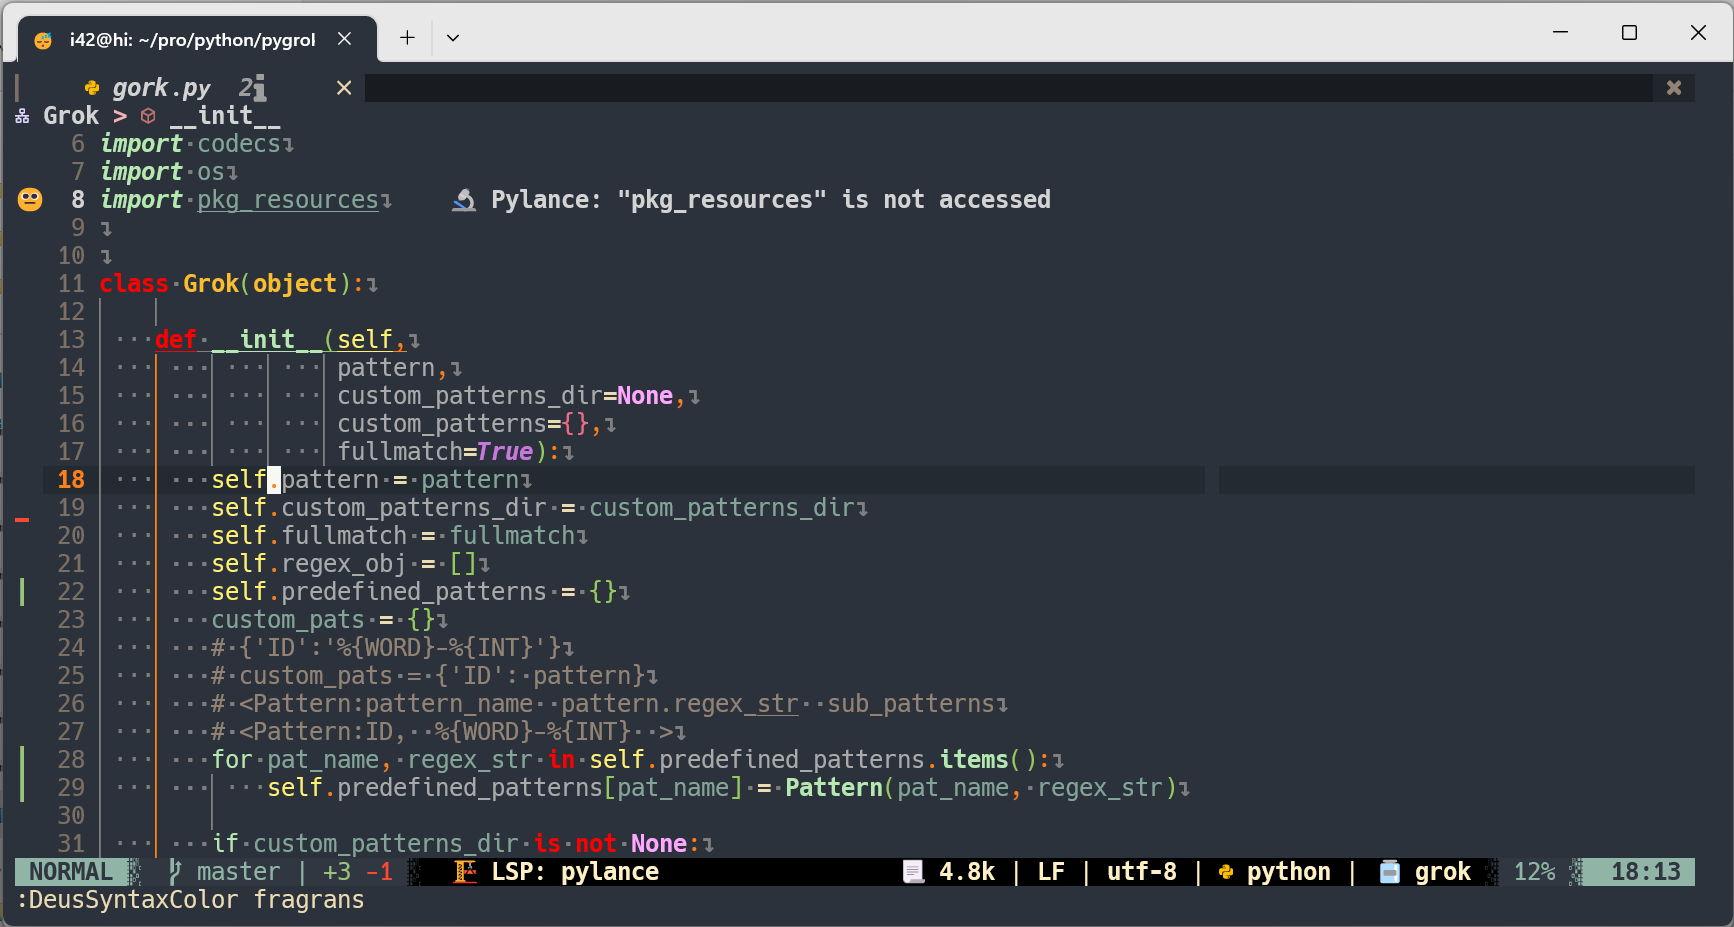 i42@hi: ~/pro/python/pygrol
gork.py 2
Grok > __init__
6 import codecs
7 import os
8 import pkg_resources Pylance: "pkg_resources" is not accessed
9
10
11 class Grok(object):
12
13 def __init__(self,
14 pattern,
15 custom_patterns_dir=None,
16 custom_patterns={},
17 fullmatch=True):
18 self.pattern = pattern
19 self.custom_patterns_dir = custom_patterns_dir
20 self.fullmatch = fullmatch
21 self.regex_obj = []
22 self.predefined_patterns = {}
23 custom_pats = {}
24 # {'ID':'%{WORD}-%{INT}'}
25 # custom_pats = {'ID': pattern}
26 # <Pattern:pattern_name  pattern.regex_str  sub_patterns
27 # <Pattern:ID,  %{WORD}-%{INT}  >
28 for pat_name, regex_str in self.predefined_patterns.items():
29 self.predefined_patterns[pat_name] = Pattern(pat_name, regex_str)
30
31 if custom_patterns_dir is not None:
NORMAL master | +3 -1 LSP: pylance 4.8k | LF | utf-8 | python | grok 12% 18:13
:DeusSyntaxColor fragrans